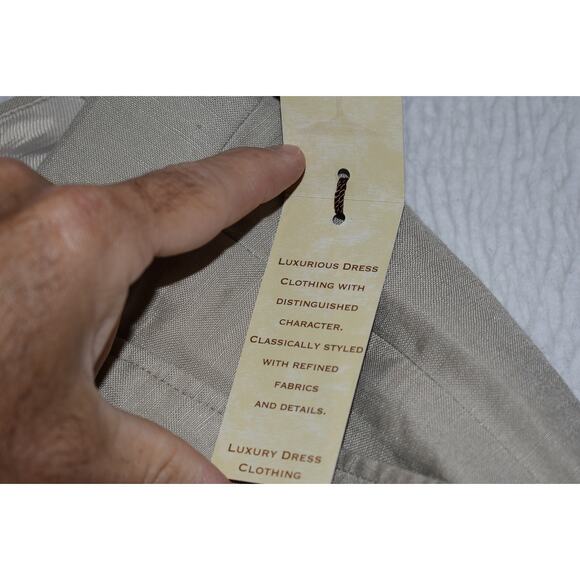 Luxurious Dress
Clothing with
distinguished
character.
Classically styled
with refined
fabrics
and details.
Luxury Dress
Clothing